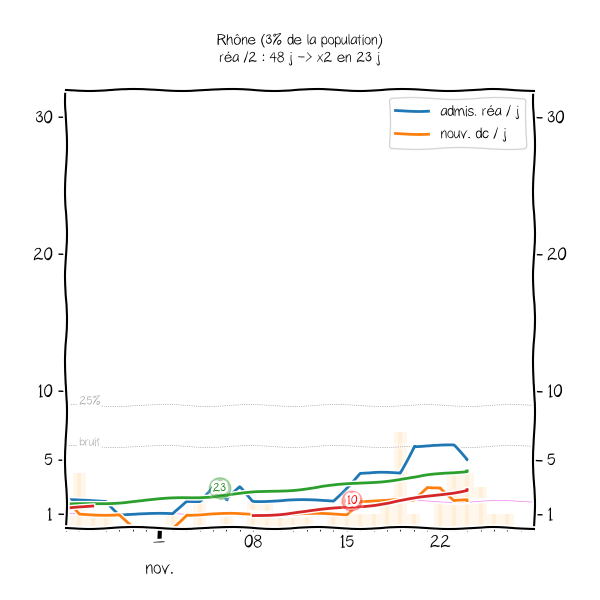 Rhône (3% de la population)
réa /2 : 48 j -> x2 en 23 j
admis. réa / j
nouv. dc / j
30
30
20
20
10
10
25%
bruit
5
5
23
10
1
1
1
08
15
22
nov.